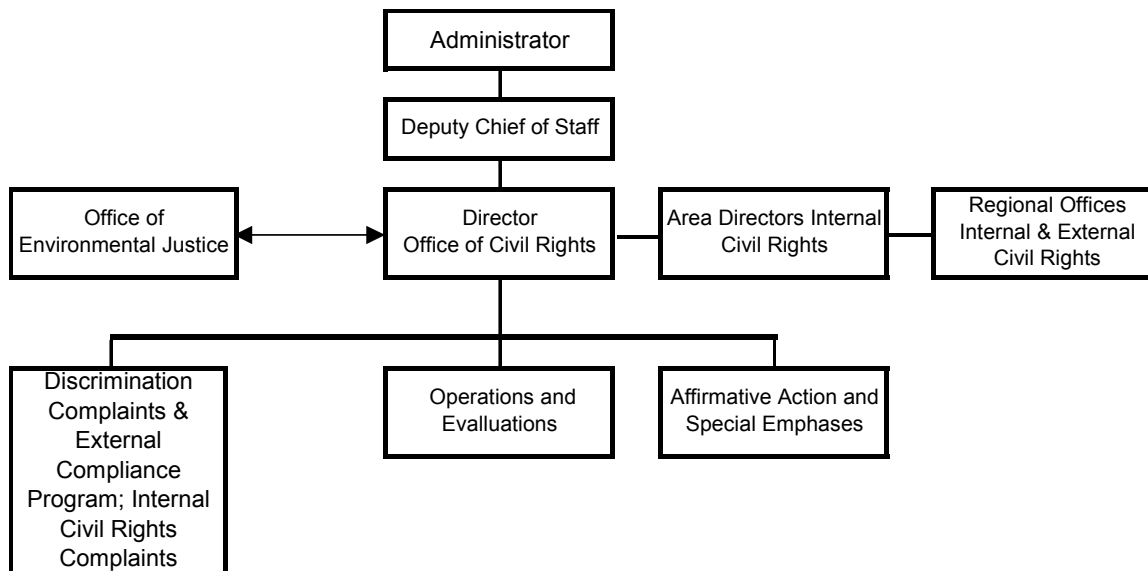 Administrator
Deputy Chief of Staff
Office of
Environmental Justice
Director
Office of Civil Rights
Area Directors Internal
Civil Rights
Regional Offices
Internal & External
Civil Rights
Discrimination
Complaints &
External
Compliance
Program; Internal
Civil Rights
Complaints
Operations and
Evalluations
Affirmative Action and
Special Emphases